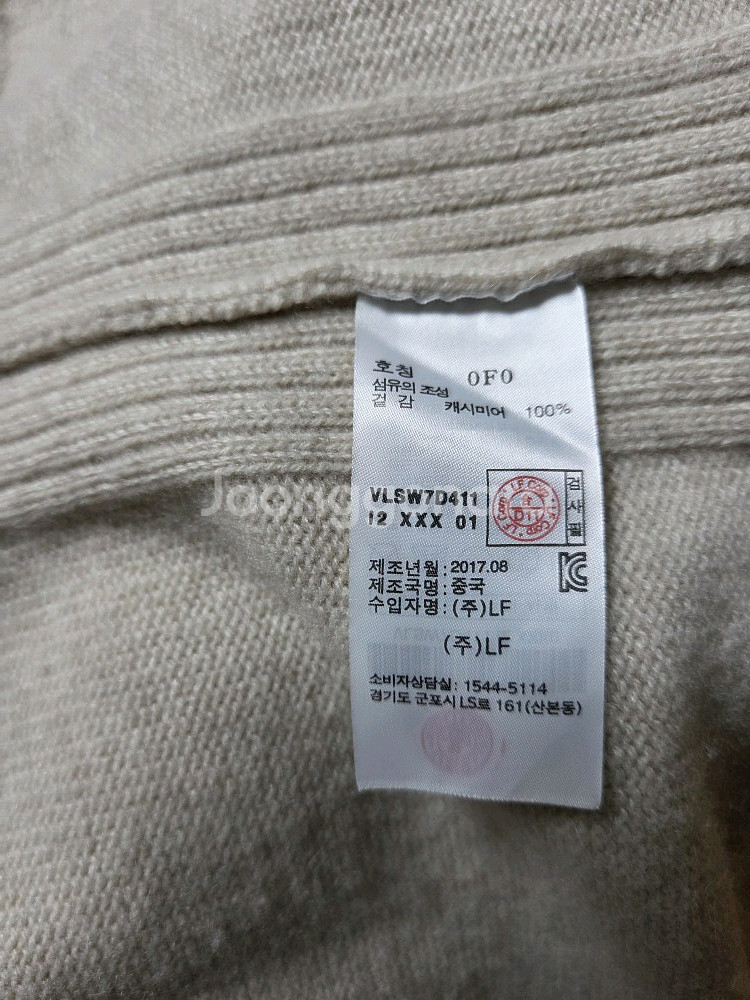 호칭 0F0
섬유의 조성
겉 감 캐시미어 100%
VLSW7D411
I2 XXX 01
LF Corp
검사필
제조년월 : 2017.08
제조국명 : 중국
수입자명 : (주)LF
(주)LF
소비자상담실 : 1544-5114
경기도 군포시 LS로 161(산본동)